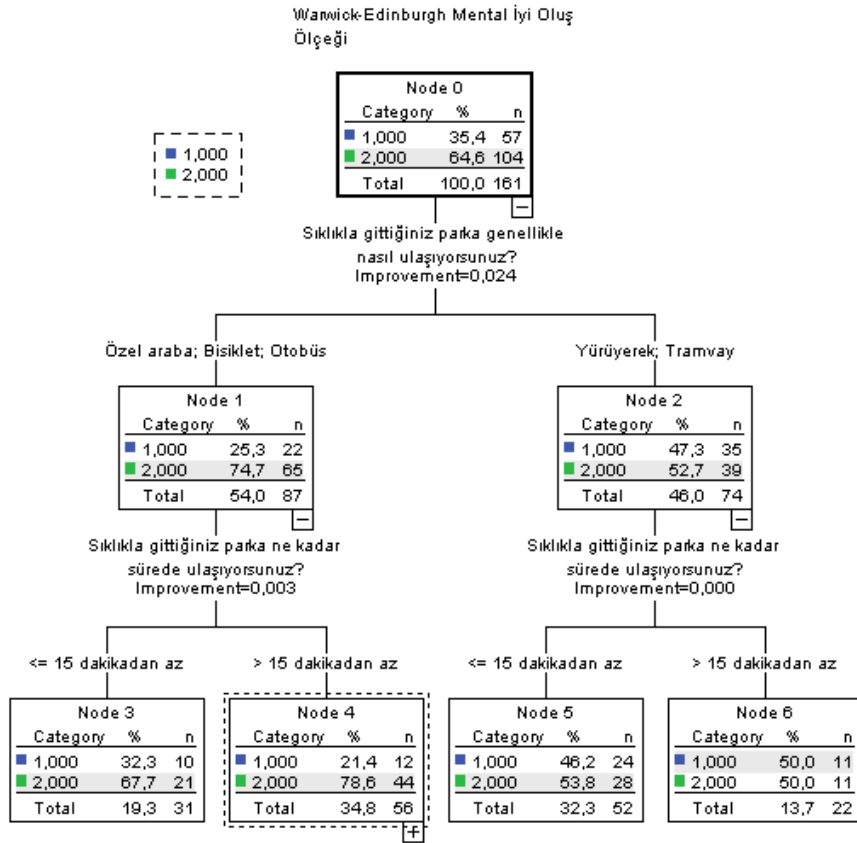 Warwick-Edinburgh Mental İyi Oluş
Ölçeği
Node 0
Category % n
1,000 35,4 57
2,000 64,6 104
Total 100,0 161
1,000
2,000
Sıklıkla gittiğiniz parka genellikle
nasıl ulaşıyorsunuz?
Improvement=0,024
Özel araba; Bisiklet; Otobüs
Yürüyerek; Tramvay
Node 1
Category % n
1,000 25,3 22
2,000 74,7 65
Total 54,0 87
Node 2
Category % n
1,000 47,3 35
2,000 52,7 39
Total 46,0 74
Sıklıkla gittiğiniz parka ne kadar
sürede ulaşıyorsunuz?
Improvement=0,003
Sıklıkla gittiğiniz parka ne kadar
sürede ulaşıyorsunuz?
Improvement=0,000
<= 15 dakikadan az
> 15 dakikadan az
<= 15 dakikadan az
> 15 dakikadan az
Node 3
Category % n
1,000 32,3 10
2,000 67,7 21
Total 19,3 31
Node 4
Category % n
1,000 21,4 12
2,000 78,6 44
Total 34,8 56
Node 5
Category % n
1,000 46,2 24
2,000 53,8 28
Total 32,3 52
Node 6
Category % n
1,000 50,0 11
2,000 50,0 11
Total 13,7 22